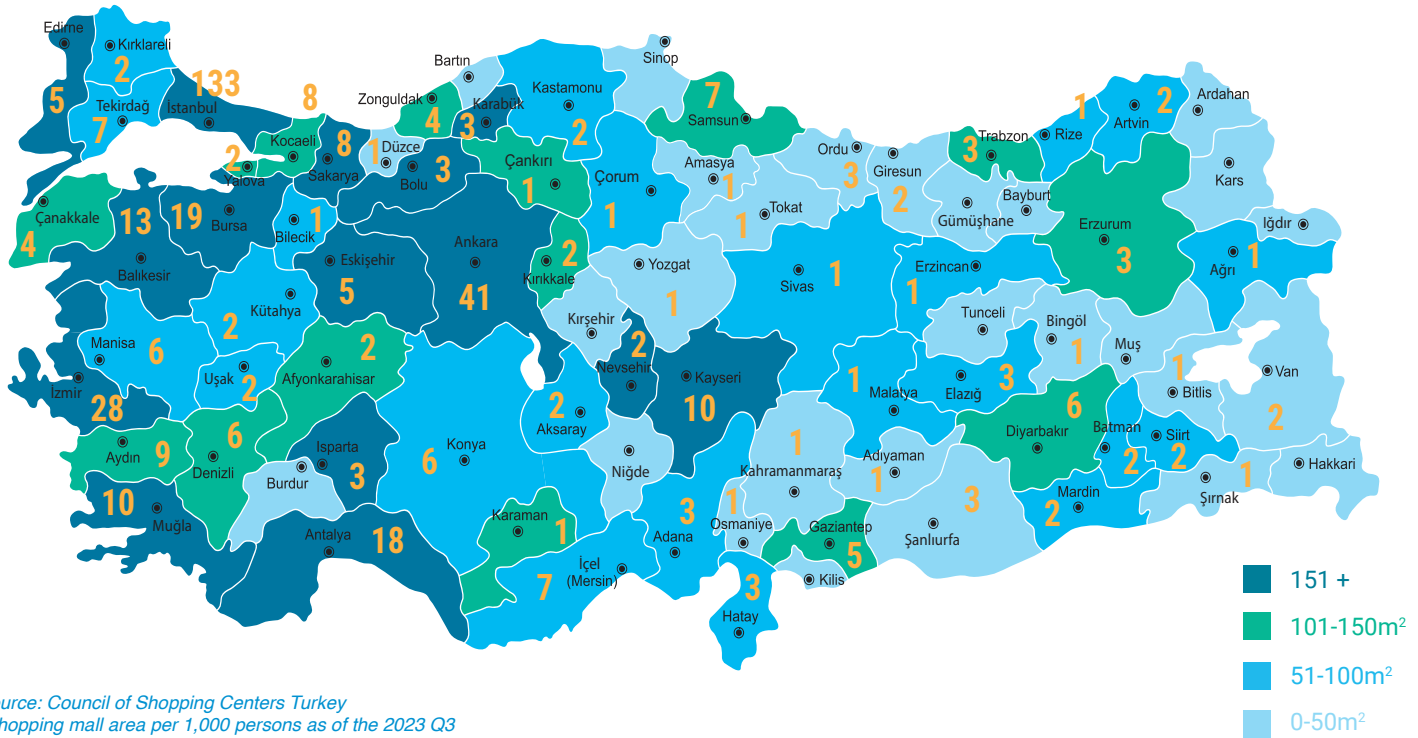 Edirne
Kırklareli
2
5
Tekirdağ
7
133
İstanbul
8
Kocaeli
2
Yalova
8
Sakarya
1
Düzce
3
Bolu
Bartın
Zonguldak
4
Karabük
3
Kastamonu
2
Sinop
7
Samsun
Çankırı
1
Çorum
1
Amasya
1
Tokat
1
Ordu
3
Giresun
2
Gümüşhane
Bayburt
Trabzon
3
1
Rize
2
Artvin
Ardahan
Kars
Iğdır
Erzurum
3
Ağrı
1
Çanakkale
4
13
Balıkesir
19
Bursa
1
Bilecik
Eskişehir
5
Ankara
41
2
Kırıkkale
Yozgat
1
Sivas
1
Erzincan
1
Tunceli
Bingöl
1
Muş
1
Bitlis
Van
2
Kütahya
2
Manisa
6
Uşak
2
2
Afyonkarahisar
İzmir
28
Kırşehir
2
Nevşehir
Kayseri
10
1
Malatya
Elazığ
3
6
Diyarbakır
Batman
2
Siirt
2
Şırnak
1
Hakkari
Aydın
9
6
Denizli
Isparta
3
Burdur
Konya
6
2
Aksaray
Niğde
1
Kahramanmaraş
Adıyaman
1
3
Şanlıurfa
Mardin
2
10
Muğla
Antalya
18
Karaman
1
İçel
(Mersin)
7
3
Adana
1
Osmaniye
Gaziantep
5
Kilis
3
Hatay
151 +
101-150m²
51-100m²
0-50m²
urce: Council of Shopping Centers Turkey
hopping mall area per 1,000 persons as of the 2023 Q3